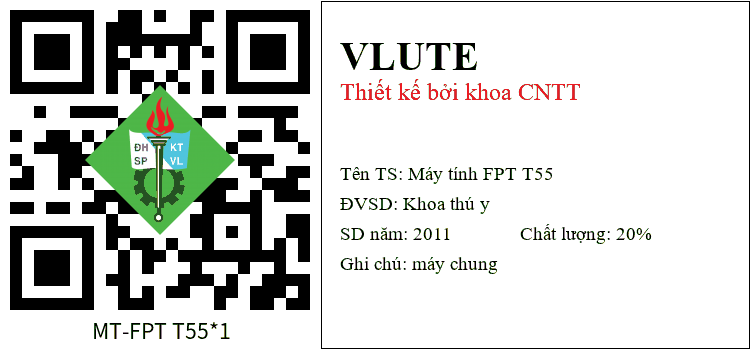 ĐH KT
SP VL
MT-FPT T55*1
VLUTE
Thiết kế bởi khoa CNTT
Tên TS: Máy tính FPT T55
ĐVSD: Khoa thú y
SD năm: 2011 Chất lượng: 20%
Ghi chú: máy chung